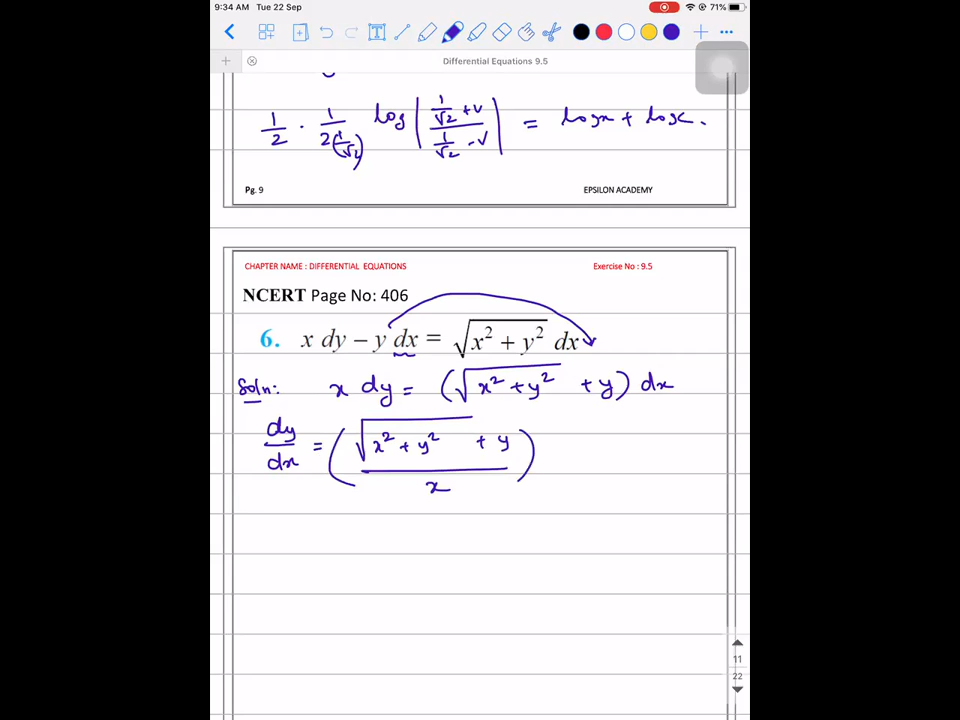 9:34 AM Tue 22 Sep 71%
Differential Equations 9.5
1/2 · 1/2(1/√2) log |(1/√2 + v)/(1/√2 - v)| = log x + log c.
Pg. 9 EPSILON ACADEMY
CHAPTER NAME : DIFFERENTIAL EQUATIONS Exercise No : 9.5
NCERT Page No: 406
6. x dy – y dx = √(x² + y²) dx
Soln: x dy = (√(x² + y²) + y) dx
dy/dx = ((√(x² + y²) + y)/x)
11
22